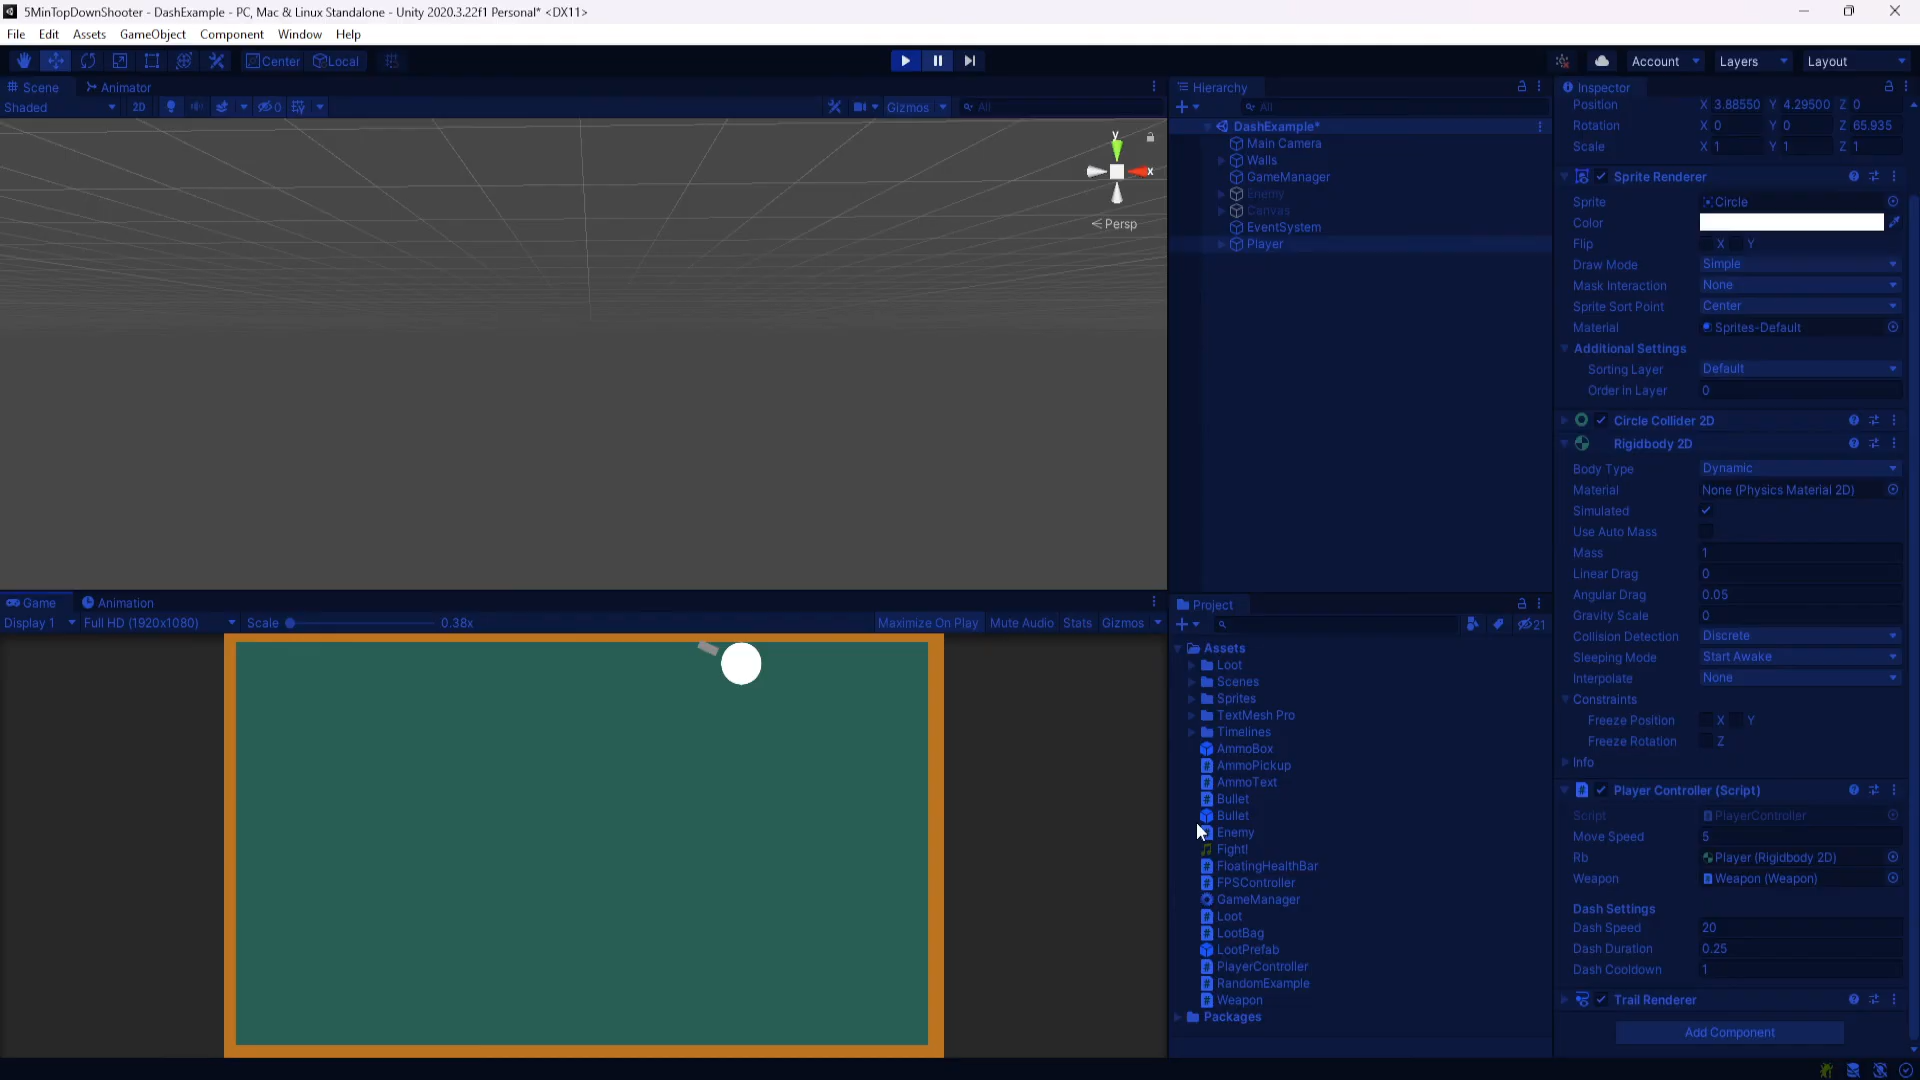 5MinTopDownShooter - DashExample - PC, Mac & Linux Standalone - Unity 2020.3.22f1 Personal* <DX11>
File Edit Assets GameObject Component Window Help
Center Local
Account Layers Layout
Scene Animator
Shaded 2D 0 Gizmos All
y
x
< Persp
Game Animation
Display 1 Full HD (1920x1080) Scale 0.38x Maximize On Play Mute Audio Stats Gizmos
Hierarchy
All
DashExample*
Main Camera
Walls
GameManager
Enemy
Canvas
EventSystem
Player
Project
21
Assets
Loot
Scenes
Sprites
TextMesh Pro
Timelines
AmmoBox
AmmoPickup
AmmoText
Bullet
Bullet
Enemy
Fight!
FloatingHealthBar
FPSController
GameManager
Loot
LootBag
LootPrefab
PlayerController
RandomExample
Weapon
Packages
Inspector
Position X 3.88550 Y 4.29500 Z 0
Rotation X 0 Y 0 Z 65.935
Scale X 1 Y 1 Z 1
Sprite Renderer
Sprite Circle
Color
Flip X Y
Draw Mode Simple
Mask Interaction None
Sprite Sort Point Center
Material Sprites-Default
Additional Settings
Sorting Layer Default
Order in Layer 0
Circle Collider 2D
Rigidbody 2D
Body Type Dynamic
Material None (Physics Material 2D)
Simulated
Use Auto Mass
Mass 1
Linear Drag 0
Angular Drag 0.05
Gravity Scale 0
Collision Detection Discrete
Sleeping Mode Start Awake
Interpolate None
Constraints
Freeze Position X Y
Freeze Rotation Z
Info
Player Controller (Script)
Script PlayerController
Move Speed 5
Rb Player (Rigidbody 2D)
Weapon Weapon (Weapon)
Dash Settings
Dash Speed 20
Dash Duration 0.25
Dash Cooldown 1
Trail Renderer
Add Component